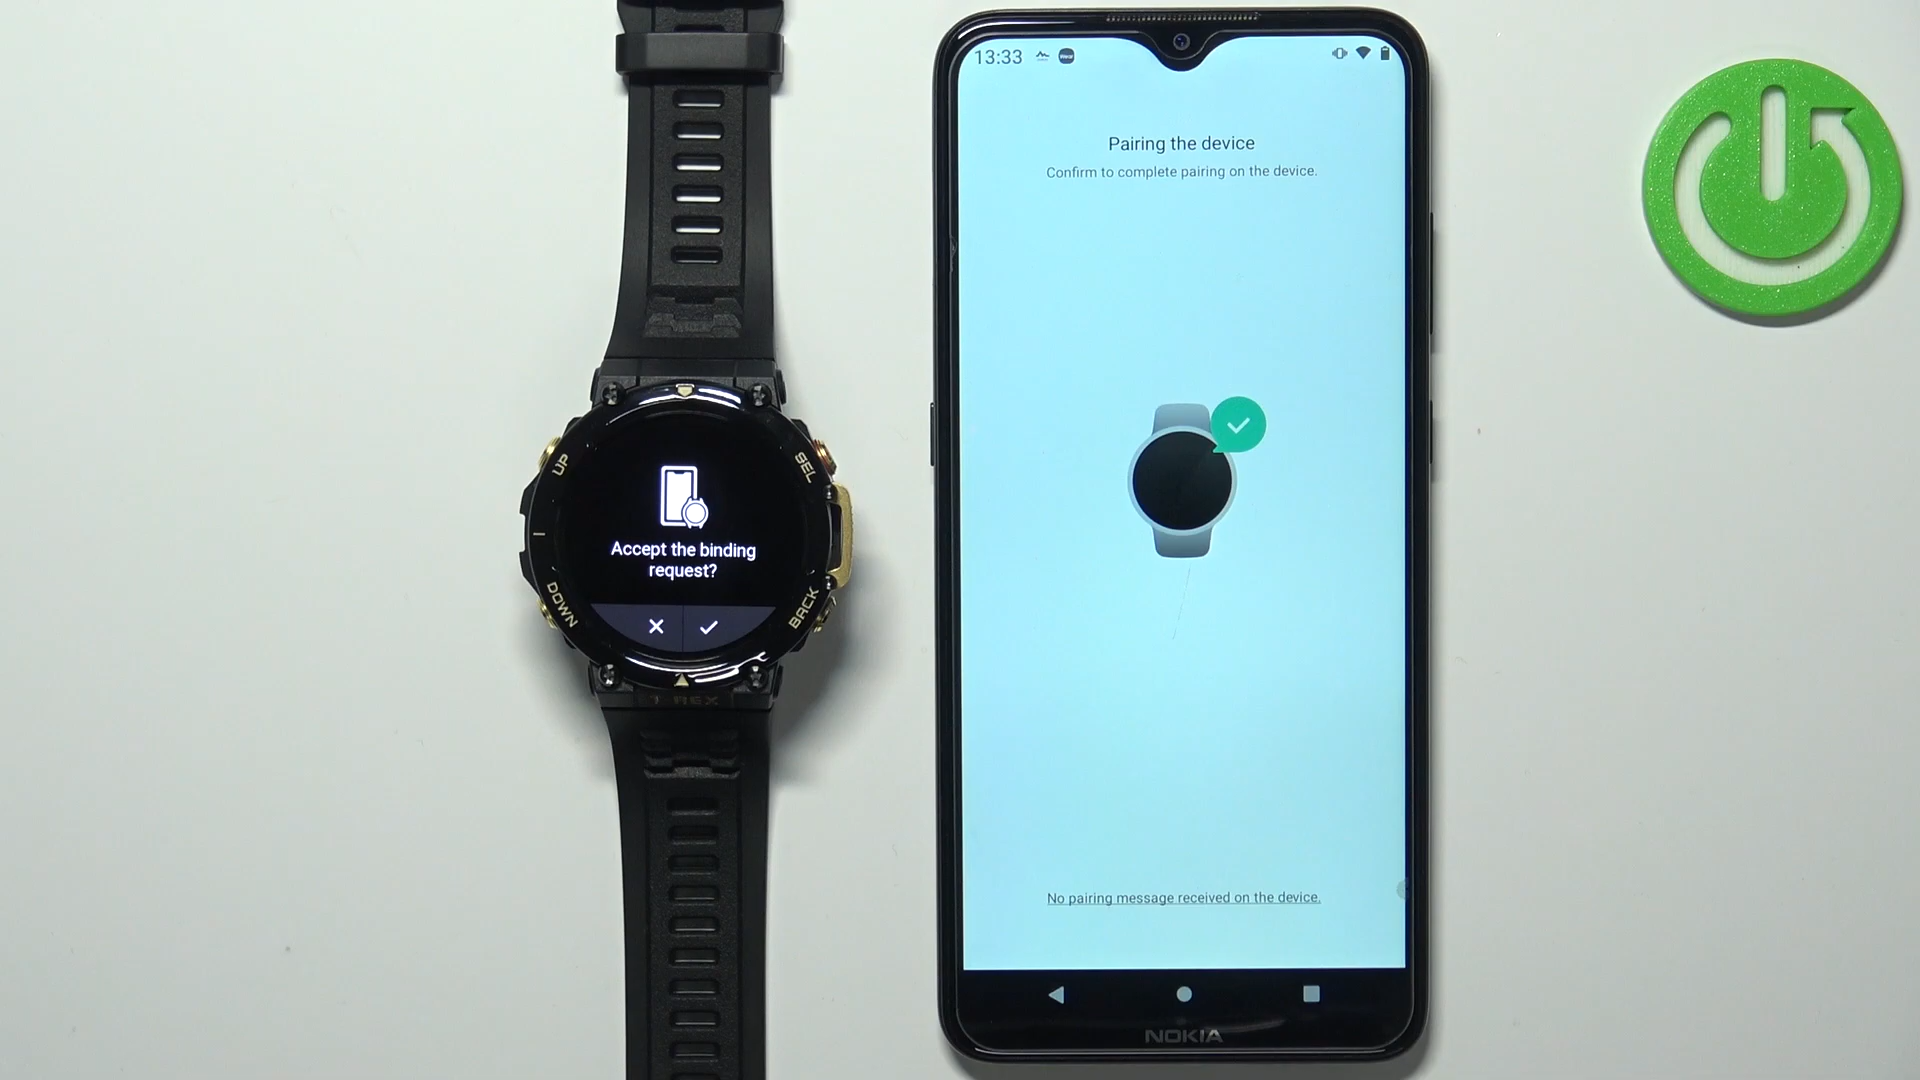 13:33
Pairing the device
Confirm to complete pairing on the device.
UP
SEL
Accept the binding
request?
DOWN
BACK
T-REX
No pairing message received on the device.
NOKIA